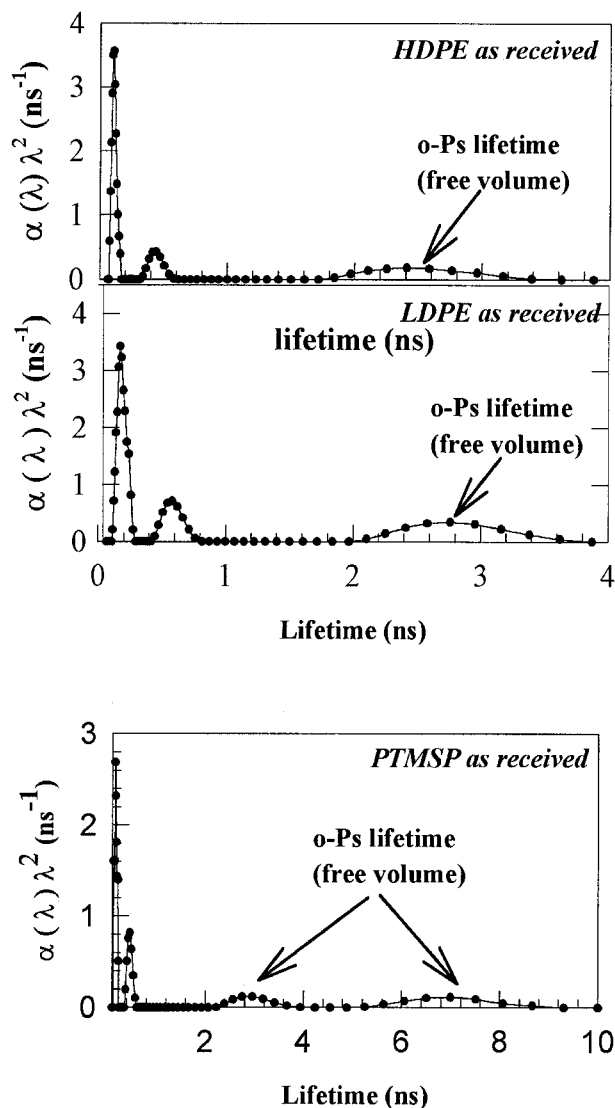 HDPE as received
4
3
2
1
0
α (λ) λ² (ns⁻¹)
o-Ps lifetime
(free volume)
LDPE as received
lifetime (ns)
4
3
2
1
0
α ( λ ) λ² (ns⁻¹)
o-Ps lifetime
(free volume)
0 1 2 3 4
Lifetime (ns)
PTMSP as received
3
2
1
0
α ( λ ) λ² (ns⁻¹)
o-Ps lifetime
(free volume)
2 4 6 8 10
Lifetime (ns)